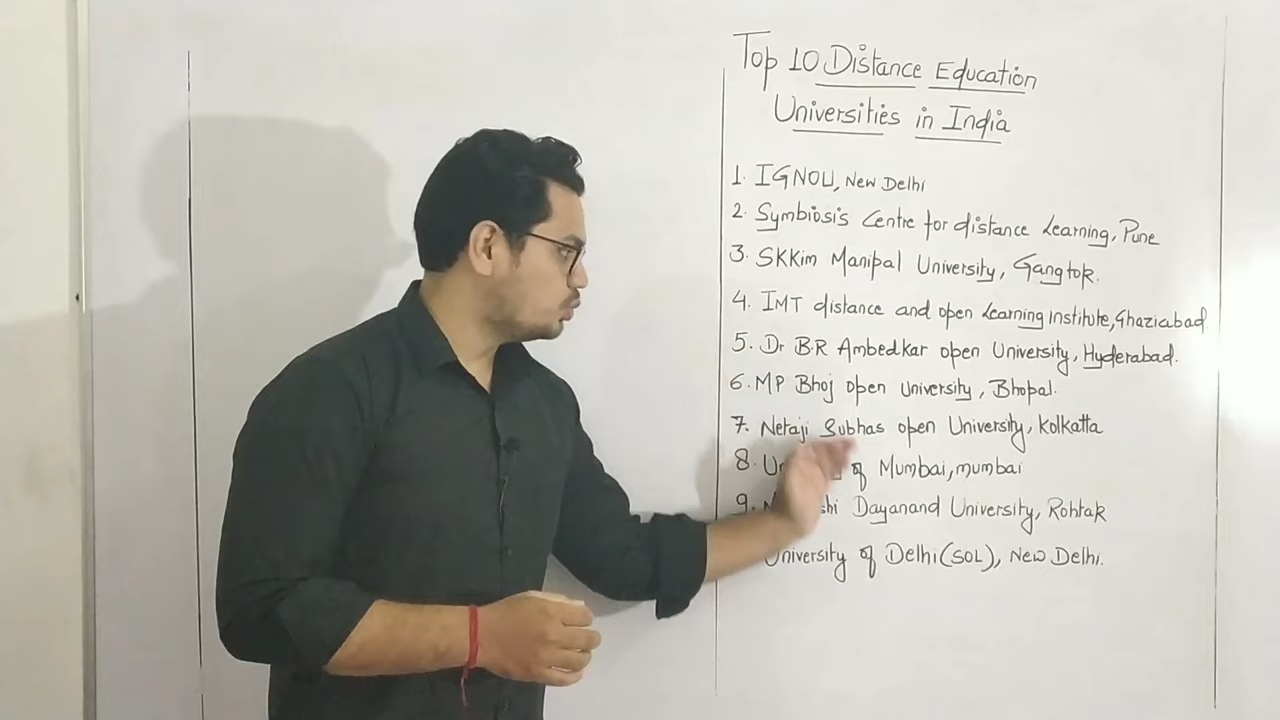 Top 10 Distance Education
Universities in India
1. IGNOU, New Delhi
2. Symbiosis Centre for distance Learning, Pune
3. SKKim Manipal University, Gangtok.
4. IMT distance and open Learning institute, Ghaziabad
5. Dr B.R Ambedkar open University, Hyderabad.
6. MP Bhoj open University, Bhopal.
7. Netaji Subhas open University, Kolkatta
8. of Mumbai, mumbai
9. Dayanand University, Rohtak
University of Delhi (SOL), New Delhi.